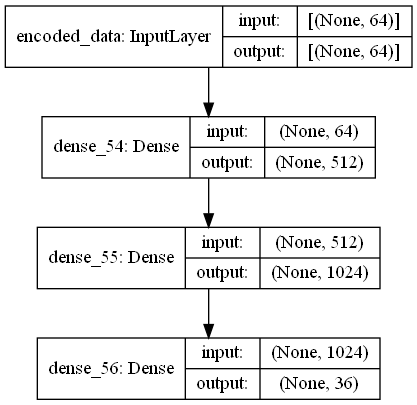 encoded_data: InputLayer
input: [(None, 64)]
output: [(None, 64)]
dense_54: Dense
input: (None, 64)
output: (None, 512)
dense_55: Dense
input: (None, 512)
output: (None, 1024)
dense_56: Dense
input: (None, 1024)
output: (None, 36)